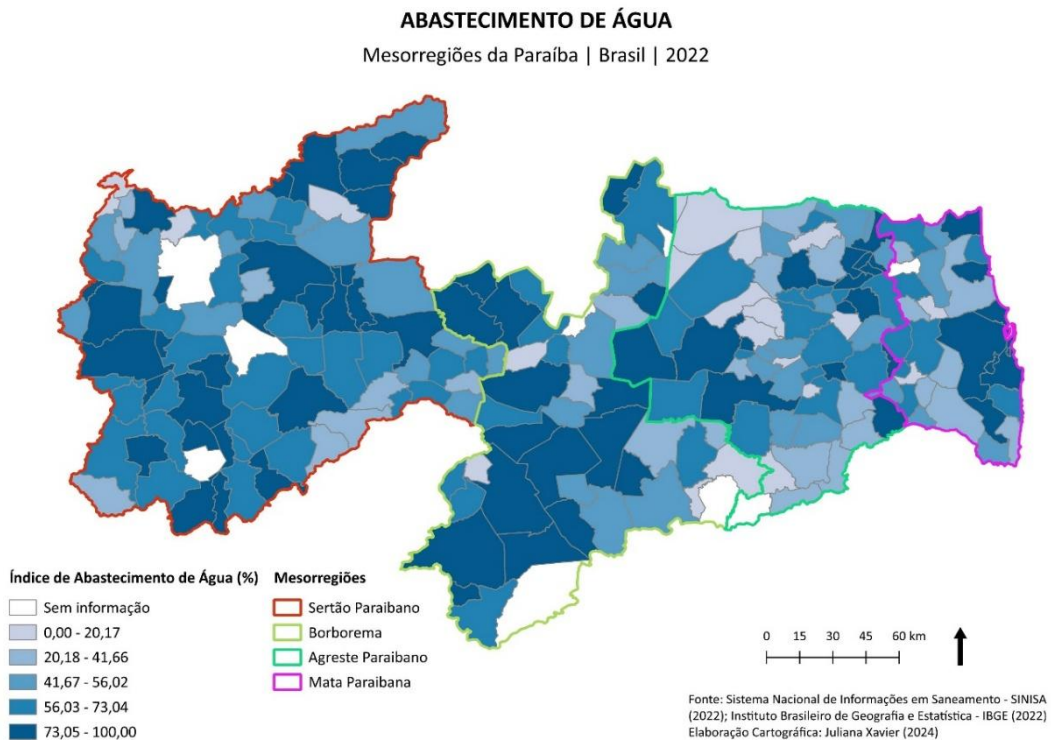 ABASTECIMENTO DE ÁGUA
Mesorregiões da Paraíba | Brasil | 2022
Índice de Abastecimento de Água (%)
Sem informação
0,00 - 20,17
20,18 - 41,66
41,67 - 56,02
56,03 - 73,04
73,05 - 100,00
Mesorregiões
Sertão Paraibano
Borborema
Agreste Paraibano
Mata Paraibana
0 15 30 45 60 km
Fonte: Sistema Nacional de Informações em Saneamento - SINISA
(2022); Instituto Brasileiro de Geografia e Estatística - IBGE (2022)
Elaboração Cartográfica: Juliana Xavier (2024)